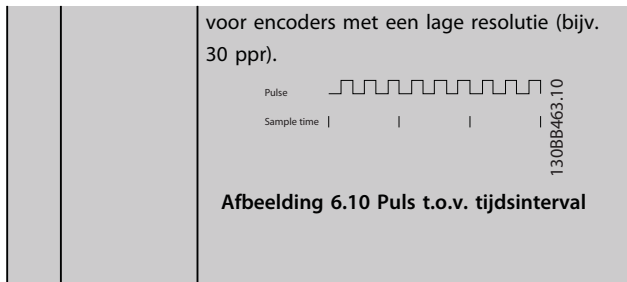 voor encoders met een lage resolutie (bijv.
30 ppr).
Pulse
Sample time
130BB463.10
Afbeelding 6.10 Puls t.o.v. tijdsinterval